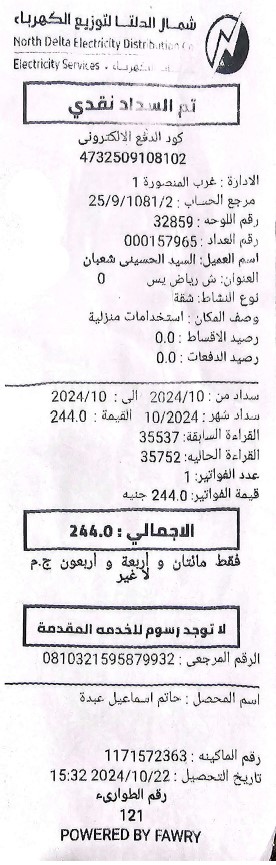 شمال الدلتا لتوزيع الكهرباء
North Delta Electricity Distribution Co
Electricity Services
تم السداد نقدي
كود الدفع الالكترونى
4732509108102
الادارة : غرب المنصورة 1
مرجع الحساب : 25/9/1081/2
رقم اللوحه : 32859
رقم العداد : 000157965
اسم العميل: السيد الحسينى شعبان
العنوان: ش رياض يس 0
نوع النشاط: شقة
وصف المكان : استخدامات منزلية
رصيد الاقساط : 0.0
رصيد الدفعات : 0.0
سداد من : 2024/10 الى : 2024/10
سداد شهر : 10/2024 القيمة : 244.0
القراءة السابقة: 35537
القراءة الحاليه: 35752
عدد الفواتير: 1
قيمة الفواتير: 244.0 جنيه
الاجمالي : 244.0
فقط مائتان و اربعة و اربعون ج.م
لا غير
لا توجد رسوم للخدمه المقدمة
الرقم المرجعى : 0810321595879932
اسم المحصل : حاتم اسماعيل عبدة
رقم الماكينه : 1171572363
تاريخ التحصيل : 2024/10/22 15:32
رقم الطوارىء
121
POWERED BY FAWRY